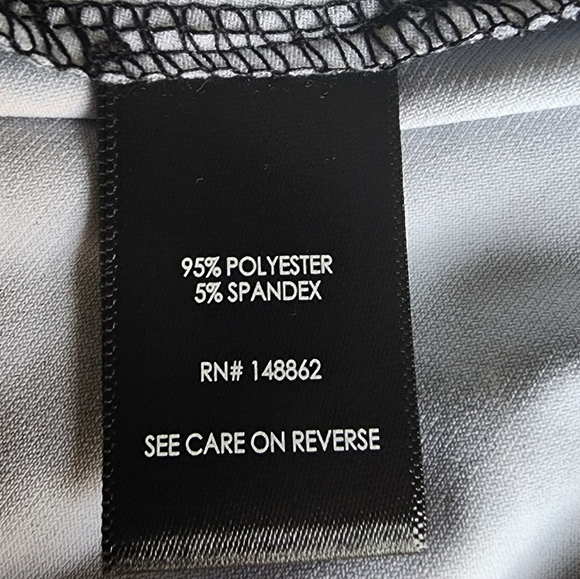 95% POLYESTER
5% SPANDEX
RN# 148862
SEE CARE ON REVERSE